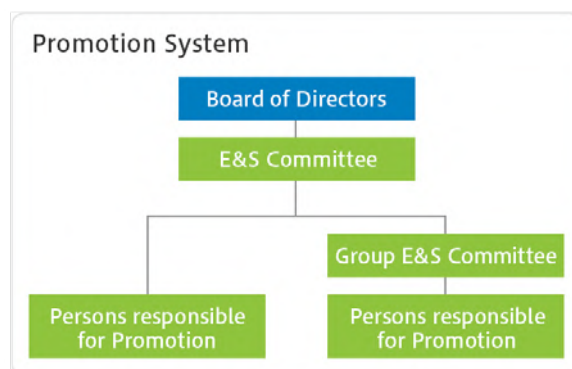 Promotion System
Board of Directors
E&S Committee
Group E&S Committee
Persons responsible
for Promotion
Persons responsible
for Promotion